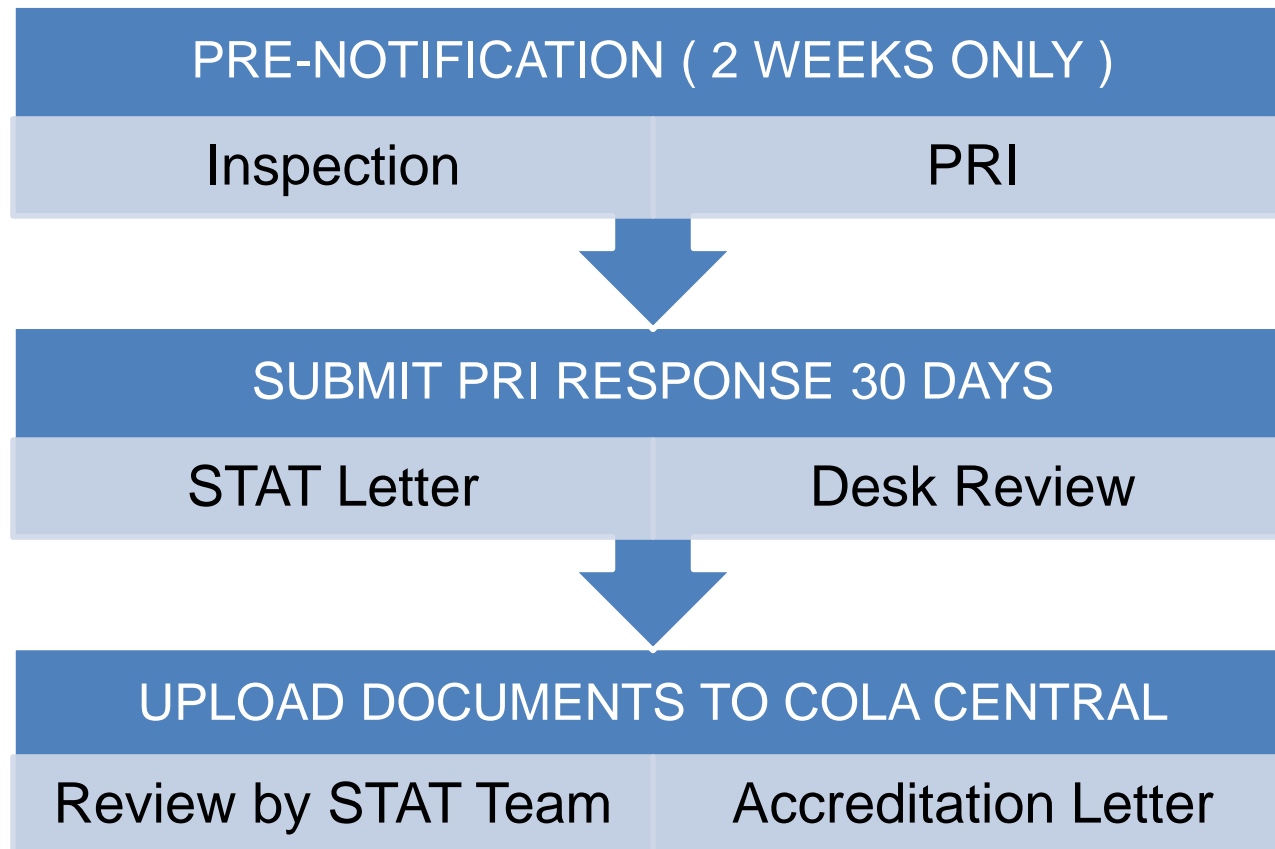 PRE-NOTIFICATION ( 2 WEEKS ONLY )
Inspection
PRI
SUBMIT PRI RESPONSE 30 DAYS
STAT Letter
Desk Review
UPLOAD DOCUMENTS TO COLA CENTRAL
Review by STAT Team
Accreditation Letter